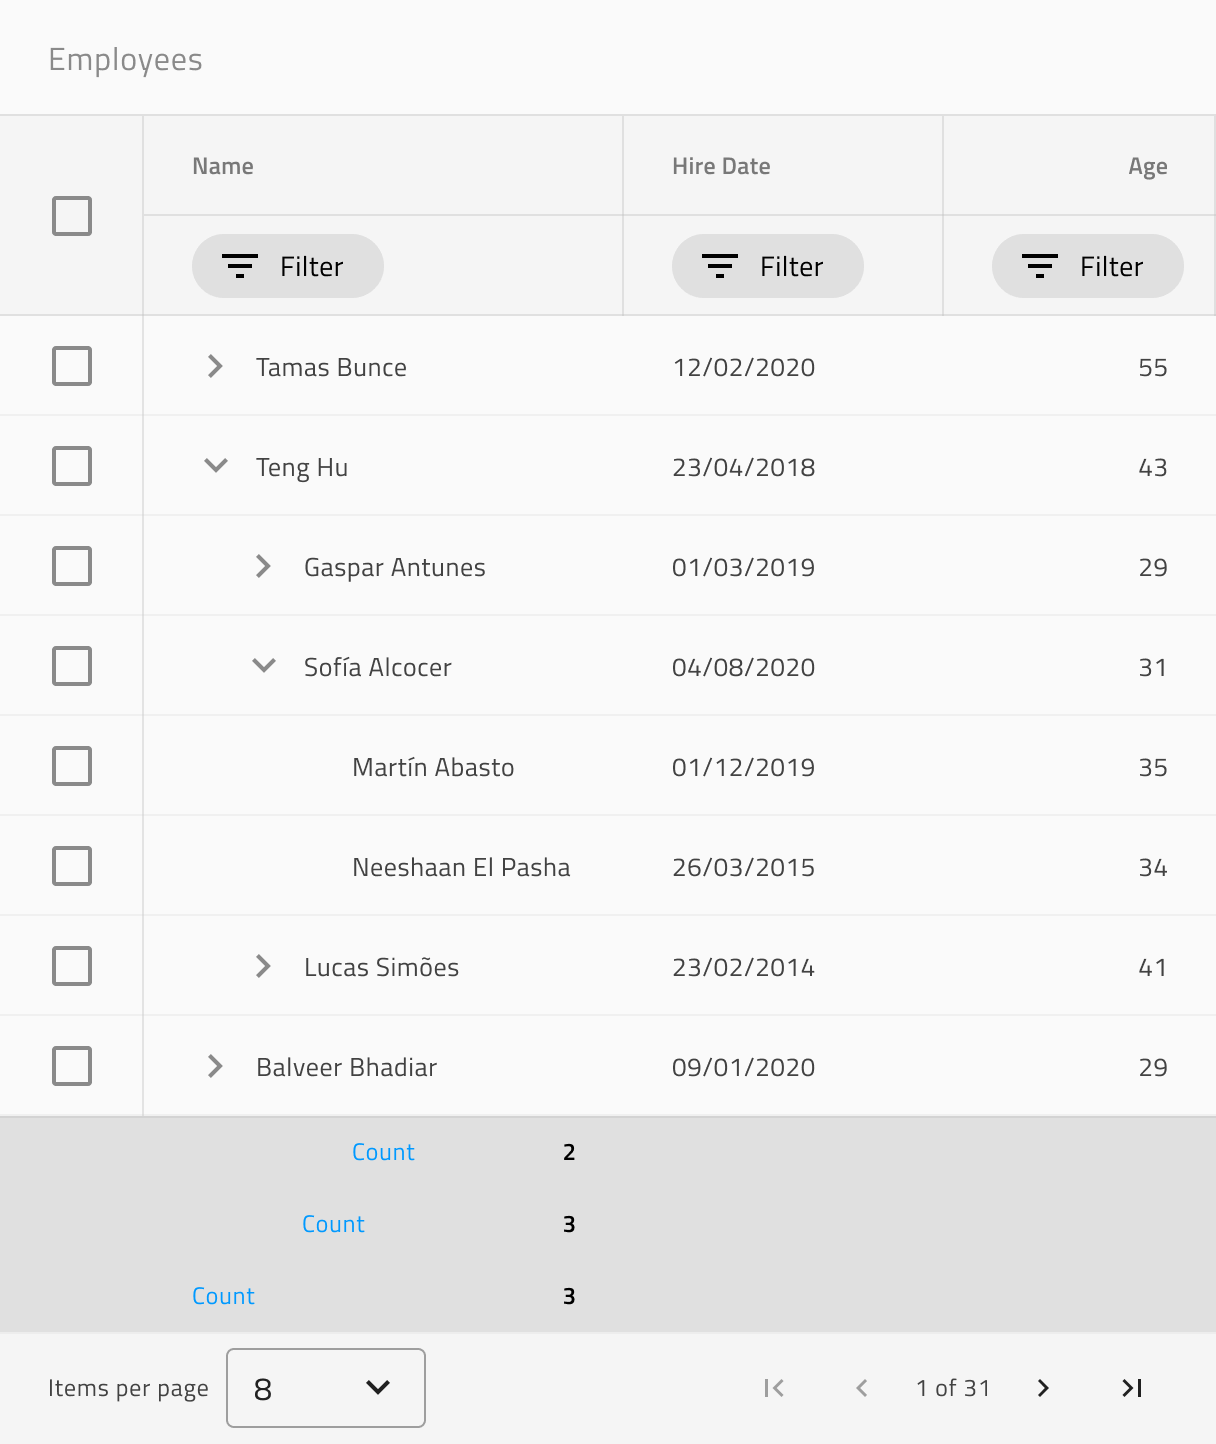 Employees
Name Hire Date Age
Filter Filter Filter
Tamas Bunce 12/02/2020 55
Teng Hu 23/04/2018 43
Gaspar Antunes 01/03/2019 29
Sofía Alcocer 04/08/2020 31
Martín Abasto 01/12/2019 35
Neeshaan El Pasha 26/03/2015 34
Lucas Simões 23/02/2014 41
Balveer Bhadiar 09/01/2020 29
Count 2
Count 3
Count 3
Items per page 8 1 of 31